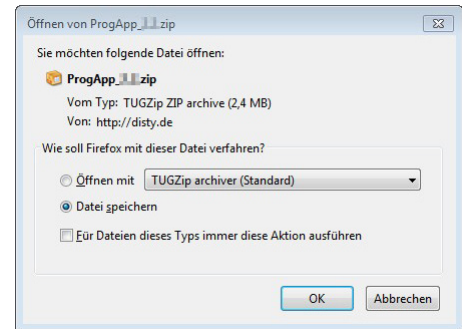 Öffnen von ProgApp_ .zip
Sie möchten folgende Datei öffnen:
ProgApp_ zip
Vom Typ: TUGZip ZIP archive (2,4 MB)
Von: http://disty.de
Wie soll Firefox mit dieser Datei verfahren?
Öffnen mit TUGZip archiver (Standard)
Datei speichern
Für Dateien dieses Typs immer diese Aktion ausführen
OK Abbrechen